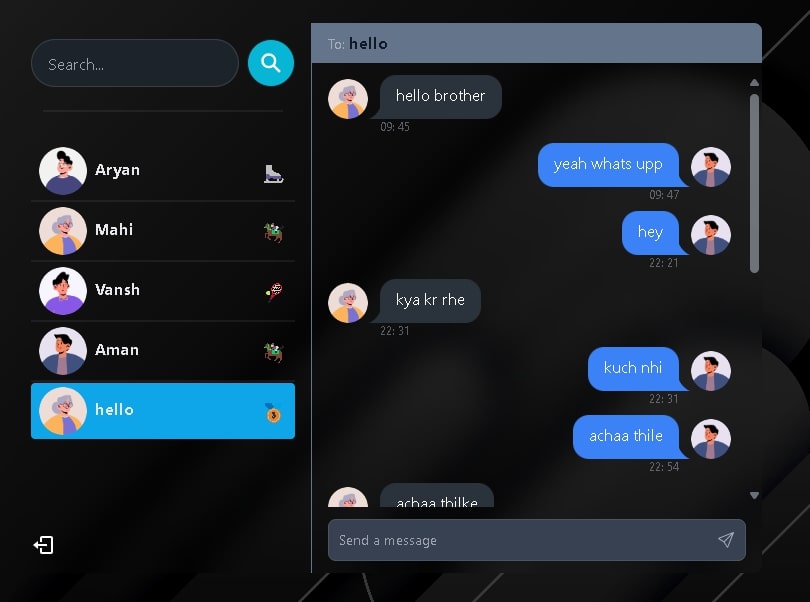 Search...
Aryan
Mahi
Vansh
Aman
hello
To: hello
hello brother
09: 45
yeah whats upp
09: 47
hey
22: 21
kya kr rhe
22: 31
kuch nhi
22: 31
achaa thile
22: 54
achaa thilke
Send a message